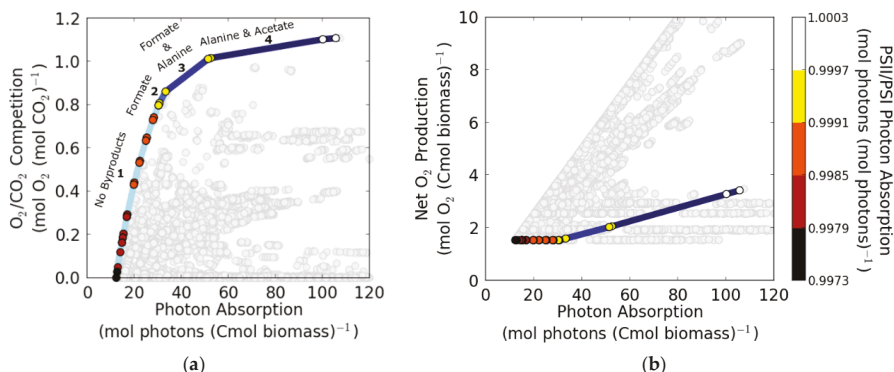 (mol O₂ (mol CO₂)⁻¹)
O₂/CO₂ Competition
1.2
1.0
0.8
0.6
0.4
0.2
0.0
No Byproducts
1
Formate
2
Formate
&
Alanine
3
Alanine & Acetate
4
0 20 40 60 80 100 120
Photon Absorption
(mol photons (Cmol biomass)⁻¹)
(a)
Net O₂ Production
(mol O₂ (Cmol biomass)⁻¹)
10
8
6
4
2
0
0 20 40 60 80 100 120
Photon Absorption
(mol photons (Cmol biomass)⁻¹)
(b)
1.0003
0.9997
0.9991
0.9985
0.9979
0.9973
PSII/PSI Photon Absorption
(mol photons (mol photons)⁻¹)